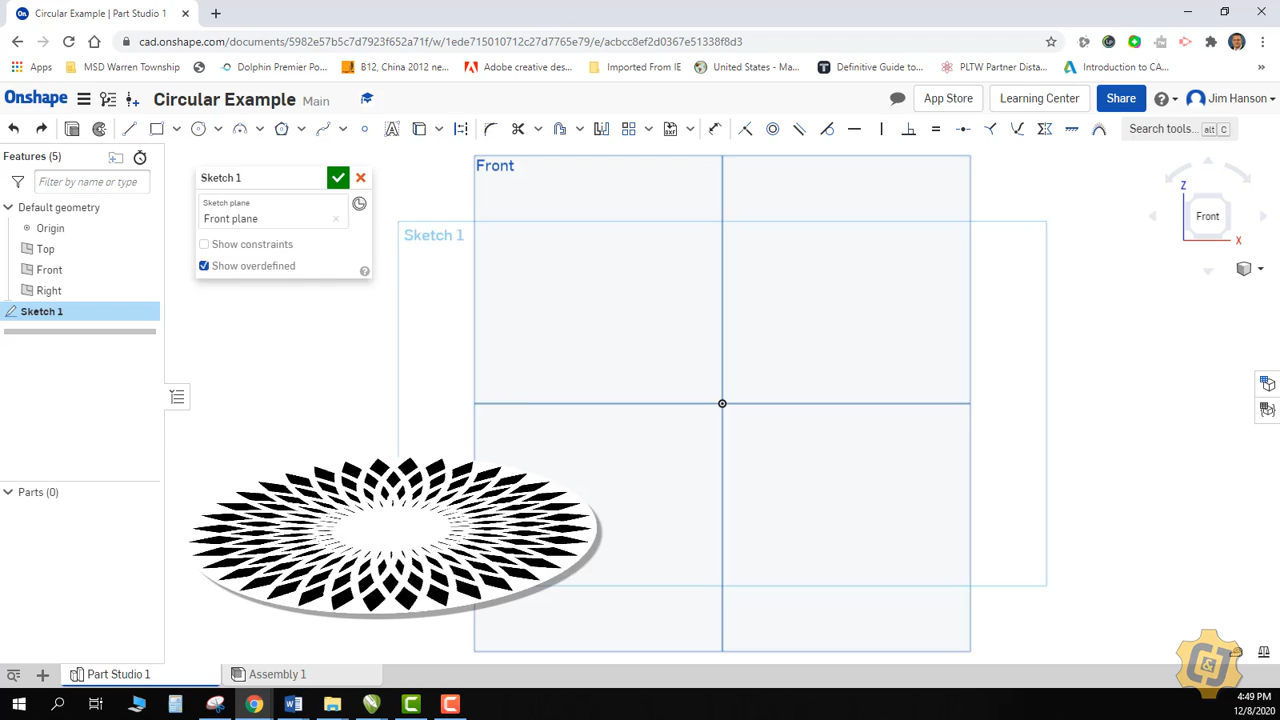 Circular Example | Part Studio 1
cad.onshape.com/documents/5982e57b5c7d7923f652a71f/w/1ede715010712c27d7765e79/e/acbcc8ef2d0367e51338f8d3
Apps
MSD Warren Township
Dolphin Premier Po...
B12, China 2012 ne...
Adobe creative des...
Imported From IE
United States - Ma...
Definitive Guide to...
PLTW Partner Distan...
Introduction to CA...
Onshape
Circular Example
Main
App Store
Learning Center
Share
Jim Hanson
Search tools...
alt
C
Features (5)
Filter by name or type
Default geometry
Origin
Top
Front
Right
Sketch 1
Parts (0)
Sketch 1
Sketch plane
Front plane
Show constraints
Show overdefined
Front
Sketch 1
Z
Front
X
Part Studio 1
Assembly 1
4:49 PM
12/8/2020